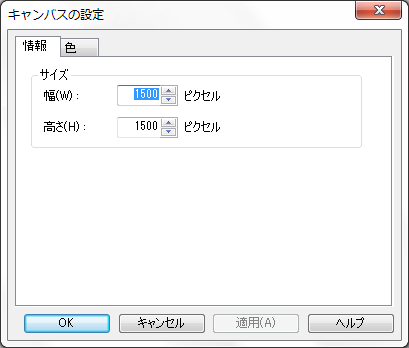 キャンバスの設定
情報 色
サイズ
幅(W): 1500 ピクセル
高さ(H): 1500 ピクセル
OK キャンセル 適用(A) ヘルプ